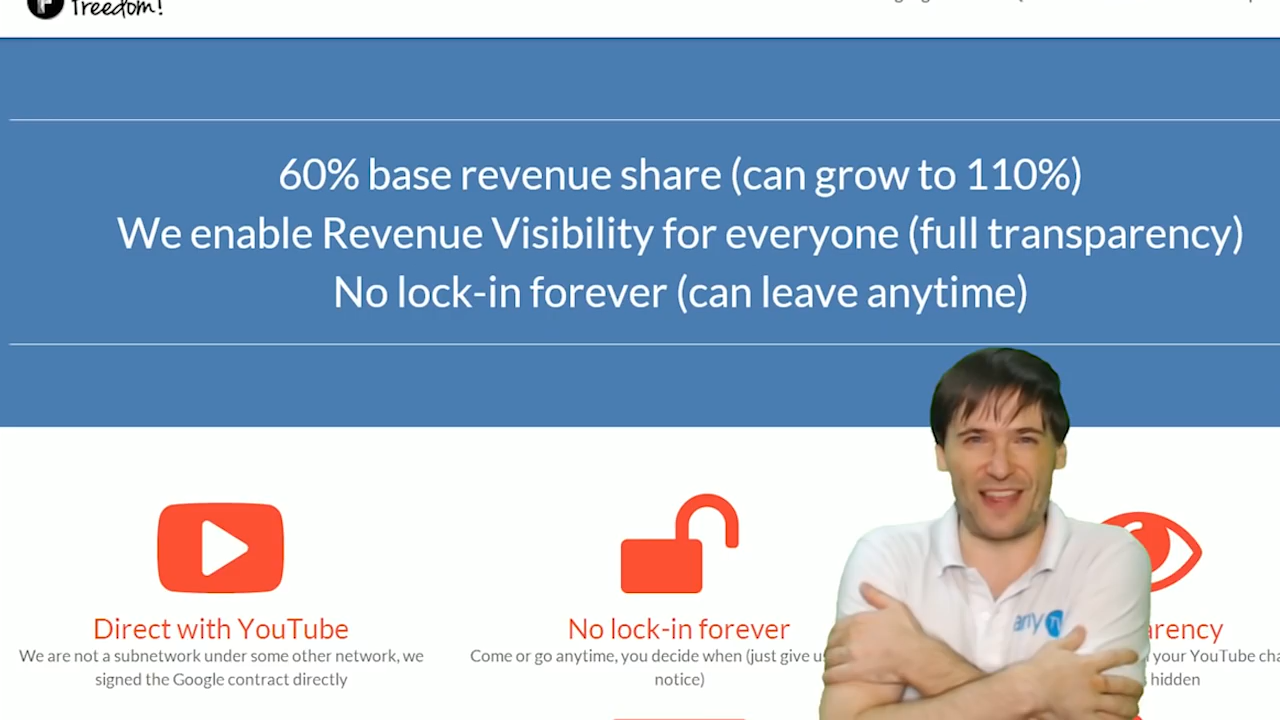 Freedom!
60% base revenue share (can grow to 110%)
We enable Revenue Visibility for everyone (full transparency)
No lock-in forever (can leave anytime)
Direct with YouTube
We are not a subnetwork under some other network, we
signed the Google contract directly
No lock-in forever
Come or go anytime, you decide when (just give us
notice)
anyTV
arency
your YouTube cha
hidden